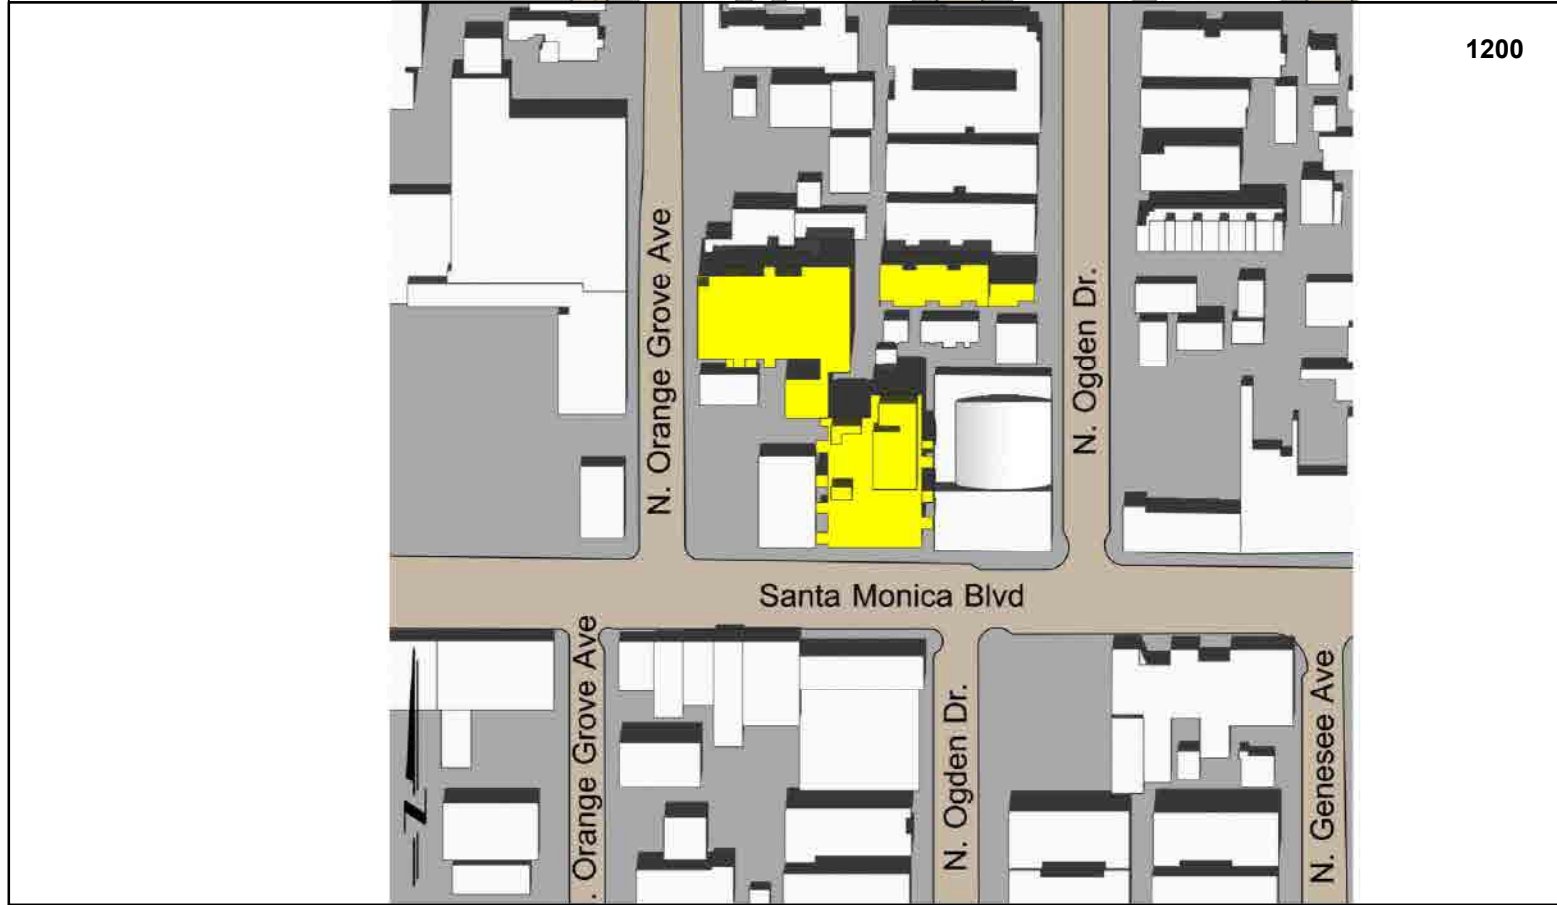 1200
N. Orange Grove Ave
N. Ogden Dr.
Santa Monica Blvd
. Orange Grove Ave
N. Ogden Dr.
N. Genesee Ave
N